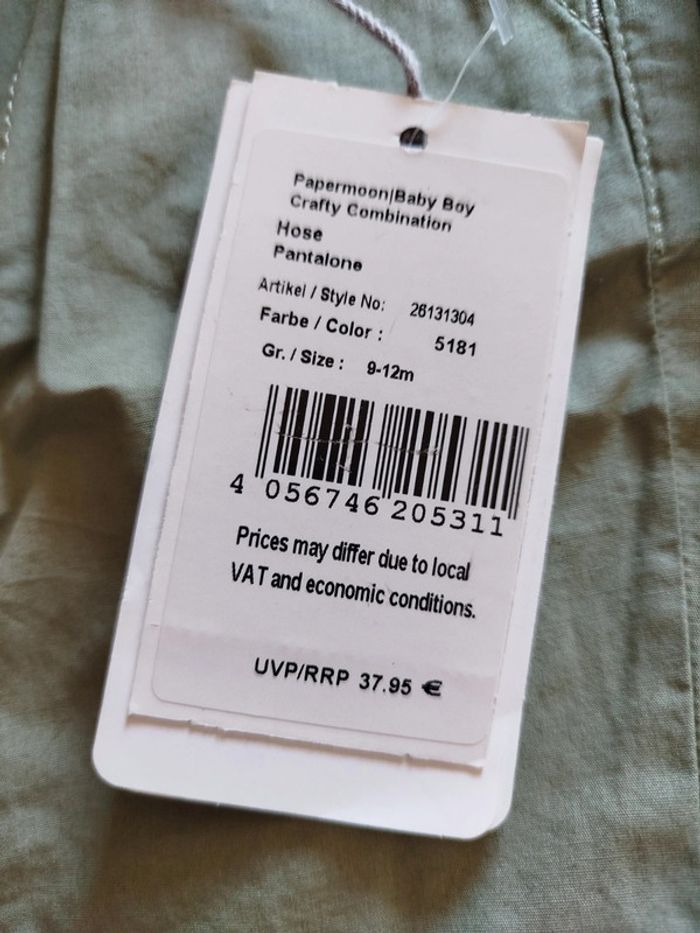 Papermoon|Baby Boy
Crafty Combination
Hose
Pantalone
Artikel / Style No: 26131304
Farbe / Color : 5181
Gr. / Size : 9-12m
4 056746 205311
Prices may differ due to local
VAT and economic conditions.
UVP/RRP 37.95 €